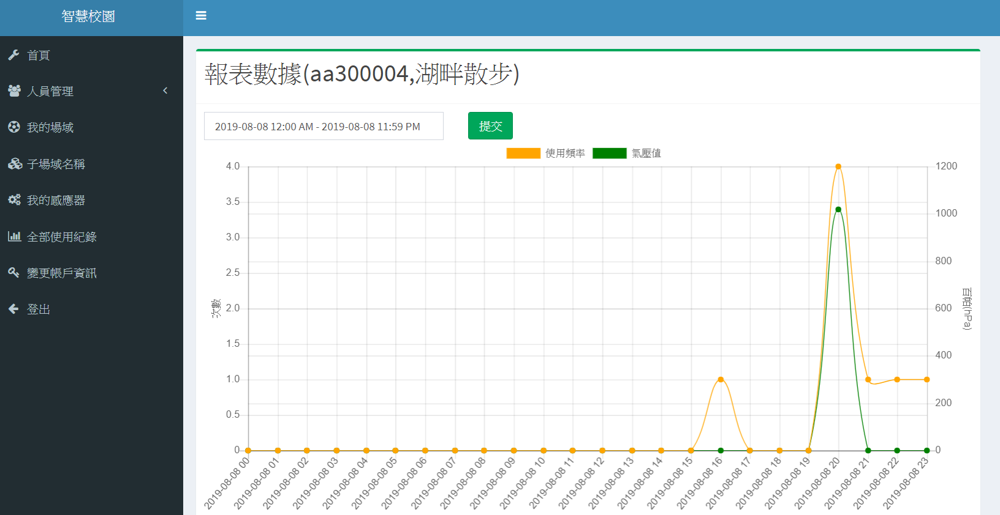 智慧校園
首頁
人員管理
我的場域
子場域名稱
我的感應器
全部使用紀錄
變更帳戶資訊
登出
報表數據(aa300004,湖畔散步)
2019-08-08 12:00 AM - 2019-08-08 11:59 PM
提交
使用頻率
氣壓值
4.0
3.5
3.0
2.5
2.0
1.5
1.0
0.5
0
次數
1200
1000
800
600
400
200
0
百帕(hPa)
2019-08-08 00
2019-08-08 01
2019-08-08 02
2019-08-08 03
2019-08-08 04
2019-08-08 05
2019-08-08 06
2019-08-08 07
2019-08-08 08
2019-08-08 09
2019-08-08 10
2019-08-08 11
2019-08-08 12
2019-08-08 13
2019-08-08 14
2019-08-08 15
2019-08-08 16
2019-08-08 17
2019-08-08 18
2019-08-08 19
2019-08-08 20
2019-08-08 21
2019-08-08 22
2019-08-08 23